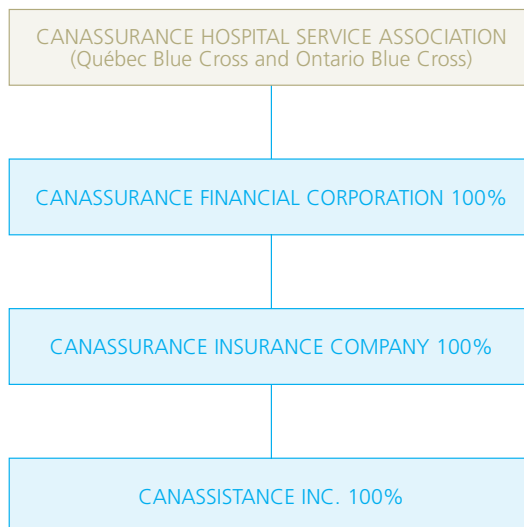 CANASSURANCE HOSPITAL SERVICE ASSOCIATION
(Québec Blue Cross and Ontario Blue Cross)
CANASSURANCE FINANCIAL CORPORATION 100%
CANASSURANCE INSURANCE COMPANY 100%
CANASSISTANCE INC. 100%